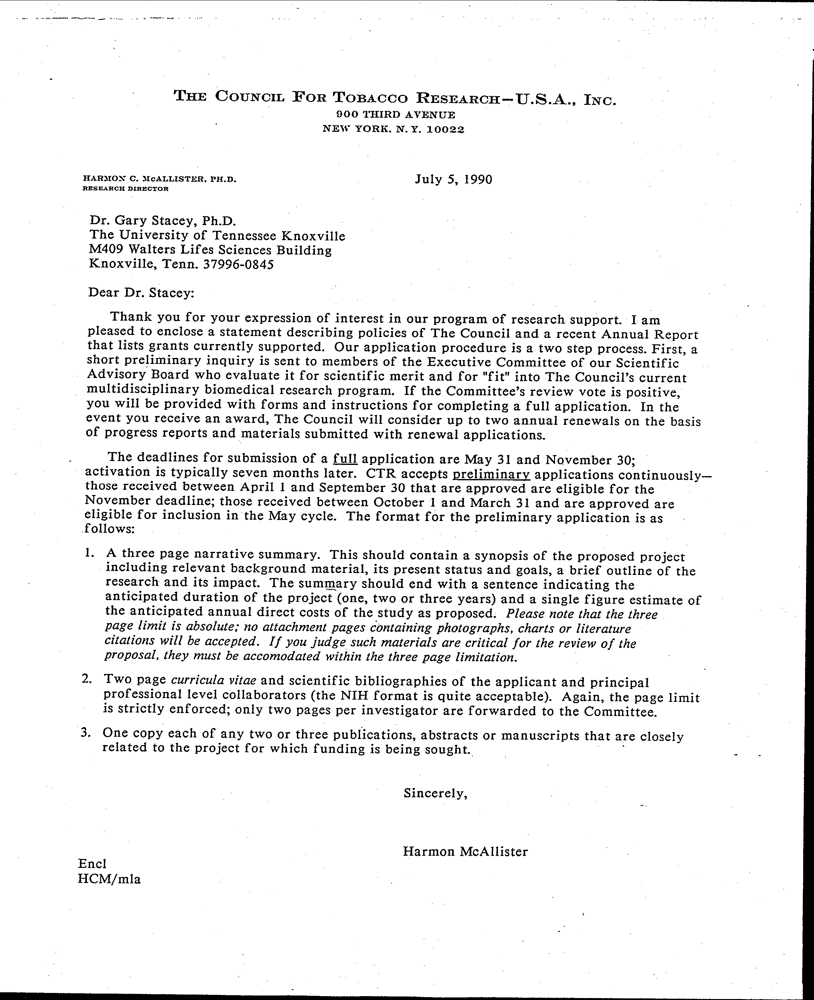 THE COUNCIL FOR TOBACCO RESEARCH—U.S.A., INC.
900 THIRD AVENUE
NEW YORK, N. Y. 10022
HARMON C. McALLISTER, PH.D.
RESEARCH DIRECTOR
July 5, 1990
Dr. Gary Stacey, Ph.D.
The University of Tennessee Knoxville
M409 Walters Lifes Sciences Building
Knoxville, Tenn. 37996-0845
Dear Dr. Stacey:
Thank you for your expression of interest in our program of research support. I am
pleased to enclose a statement describing policies of The Council and a recent Annual Report
that lists grants currently supported. Our application procedure is a two step process. First, a
short preliminary inquiry is sent to members of the Executive Committee of our Scientific
Advisory Board who evaluate it for scientific merit and for "fit" into The Council's current
multidisciplinary biomedical research program. If the Committee's review vote is positive,
you will be provided with forms and instructions for completing a full application. In the
event you receive an award, The Council will consider up to two annual renewals on the basis
of progress reports and materials submitted with renewal applications.
The deadlines for submission of a full application are May 31 and November 30;
activation is typically seven months later. CTR accepts preliminary applications continuously—
those received between April 1 and September 30 that are approved are eligible for the
November deadline; those received between October 1 and March 31 and are approved are
eligible for inclusion in the May cycle. The format for the preliminary application is as
follows:
1. A three page narrative summary. This should contain a synopsis of the proposed project
including relevant background material, its present status and goals, a brief outline of the
research and its impact. The summary should end with a sentence indicating the
anticipated duration of the project (one, two or three years) and a single figure estimate of
the anticipated annual direct costs of the study as proposed. Please note that the three
page limit is absolute; no attachment pages containing photographs, charts or literature
citations will be accepted. If you judge such materials are critical for the review of the
proposal, they must be accomodated within the three page limitation.
2. Two page curricula vitae and scientific bibliographies of the applicant and principal
professional level collaborators (the NIH format is quite acceptable). Again, the page limit
is strictly enforced; only two pages per investigator are forwarded to the Committee.
3. One copy each of any two or three publications, abstracts or manuscripts that are closely
related to the project for which funding is being sought.
Sincerely,
Harmon McAllister
Encl
HCM/mla